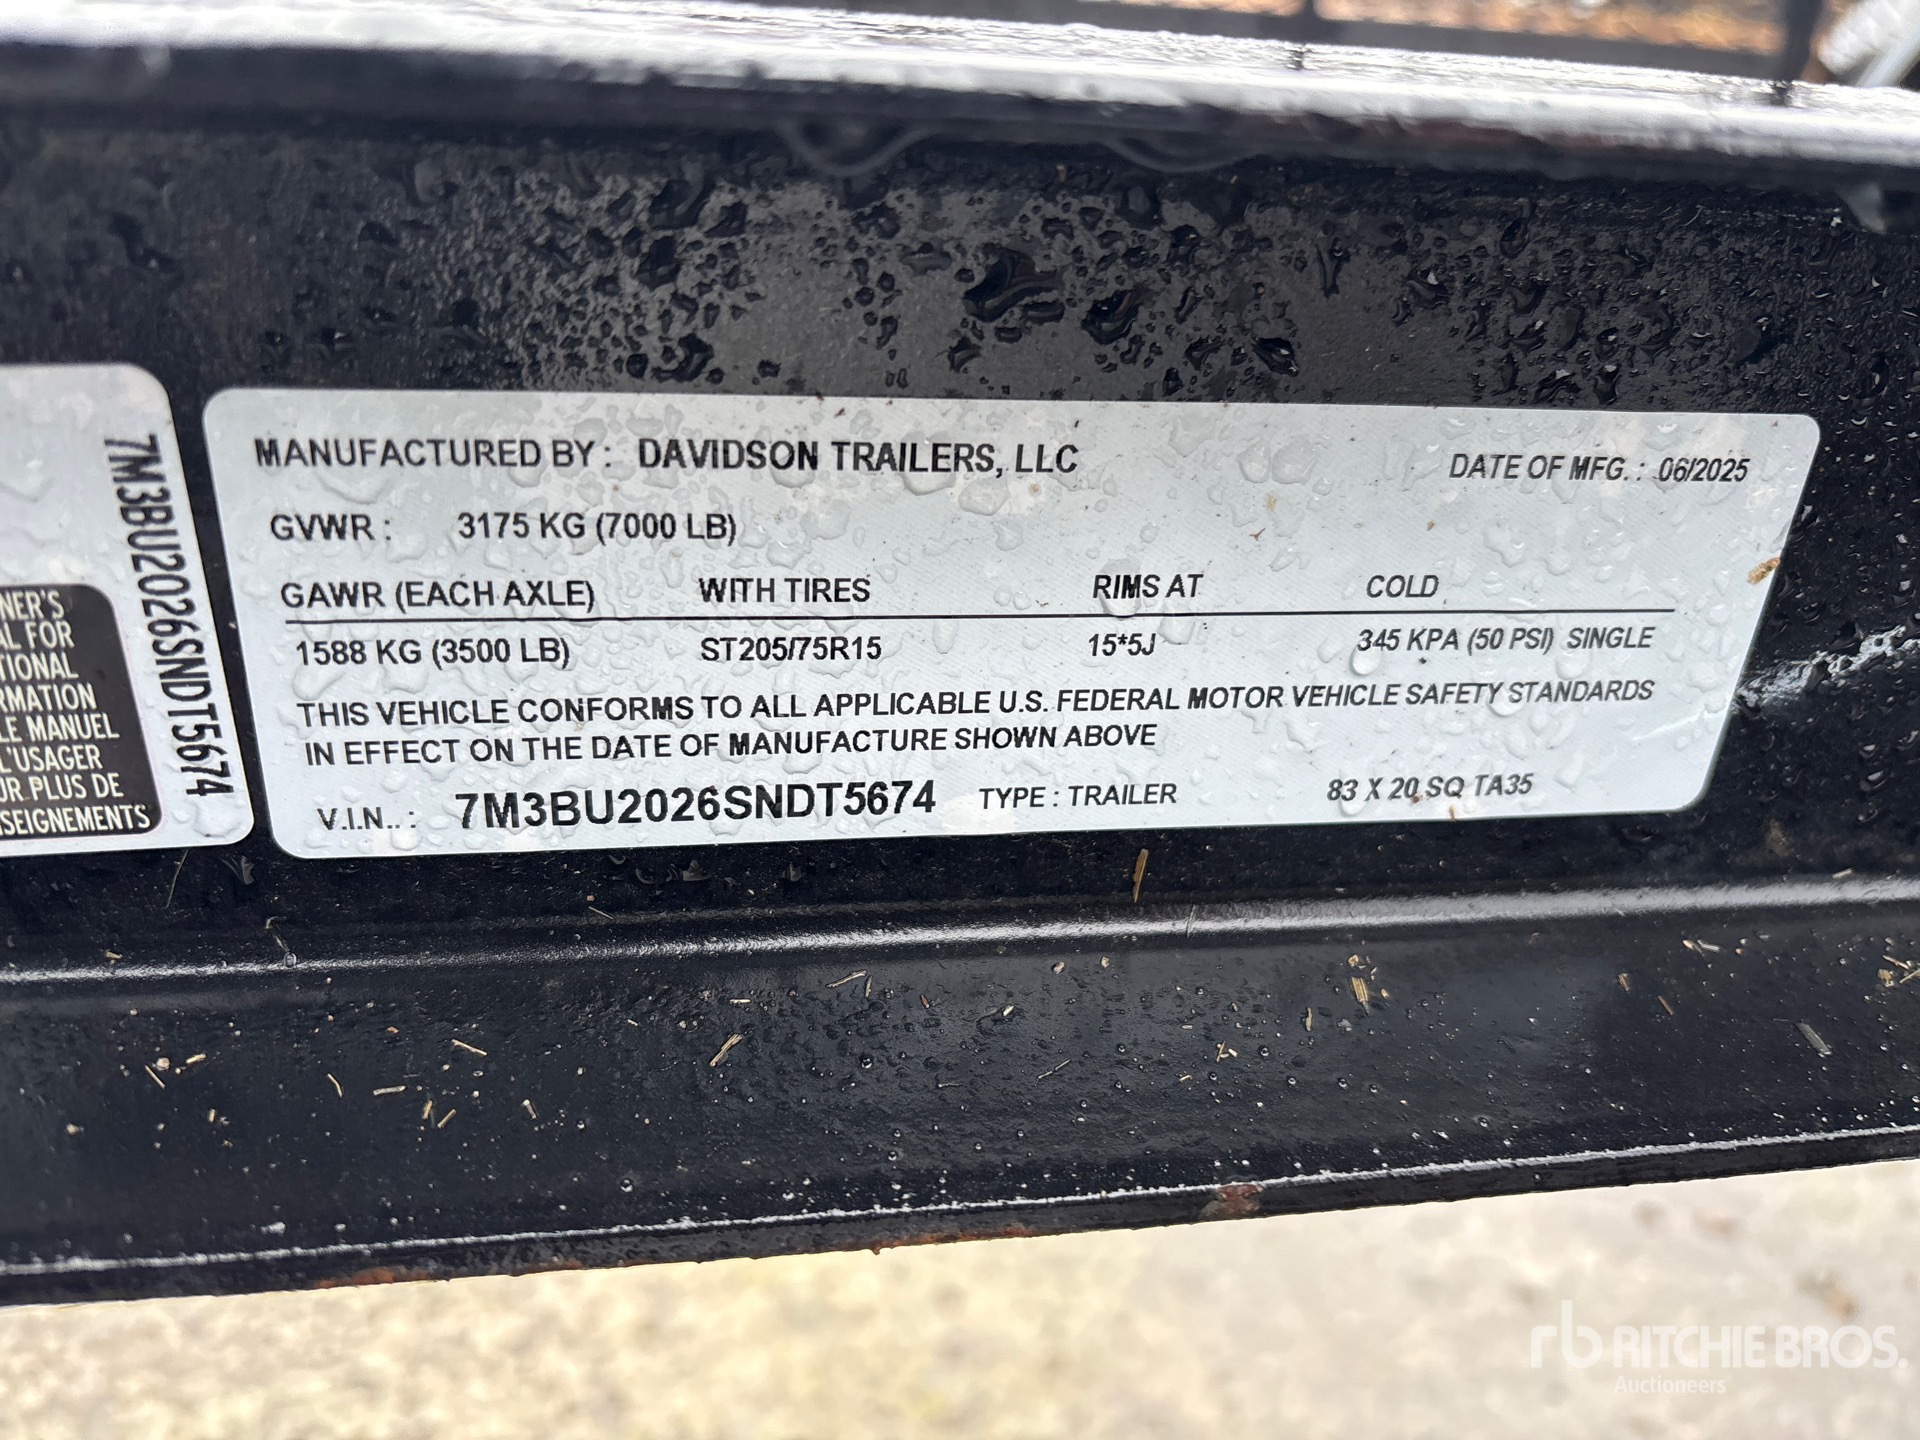 7M3BU2026SNDT5674
NER'S
AL FOR
TIONAL
RMATION
LE MANUEL
L'USAGER
UR PLUS DE
SEIGNEMENTS
MANUFACTURED BY : DAVIDSON TRAILERS, LLC DATE OF MFG. : 06/2025
GVWR : 3175 KG (7000 LB)
GAWR (EACH AXLE) WITH TIRES RIMS AT COLD
1588 KG (3500 LB) ST205/75R15 15*5J 345 KPA (50 PSI) SINGLE
THIS VEHICLE CONFORMS TO ALL APPLICABLE U.S. FEDERAL MOTOR VEHICLE SAFETY STANDARDS
IN EFFECT ON THE DATE OF MANUFACTURE SHOWN ABOVE
V.I.N.. : 7M3BU2026SNDT5674 TYPE : TRAILER 83 X 20 SQ TA35
rb RITCHIE BROS.
Auctioneers